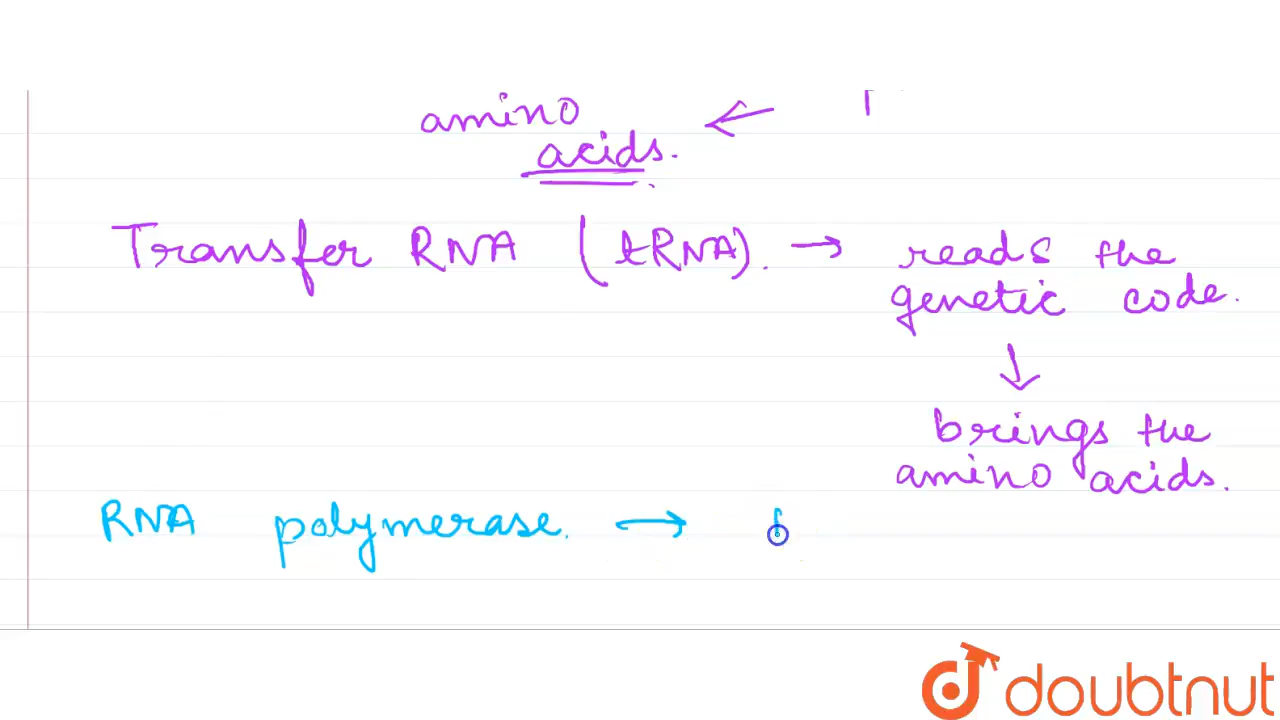 amino ←
acids.
Transfer RNA (tRNA). → reads the
genetic code.
↓
brings the
amino acids.
RNA polymerase. →
doubtnut